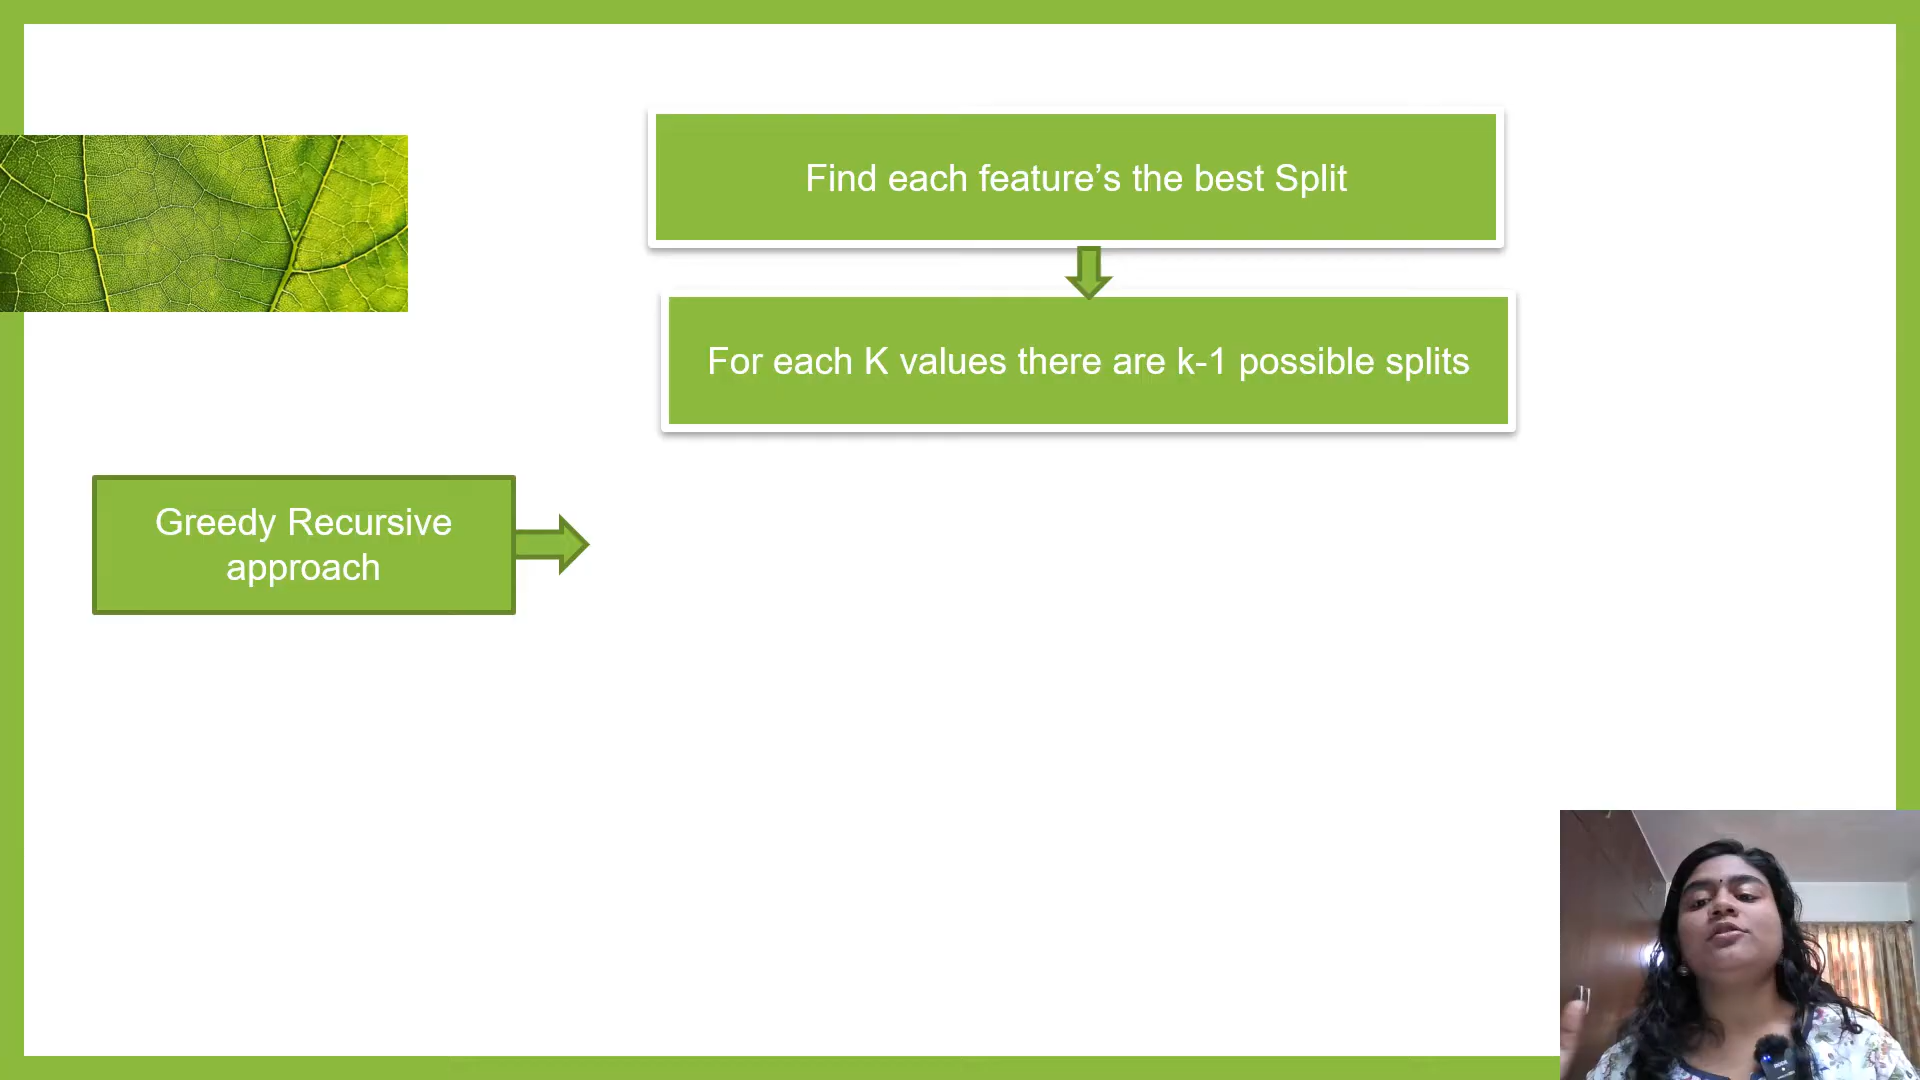 Find each feature’s the best Split
For each K values there are k-1 possible splits
Greedy Recursive
approach